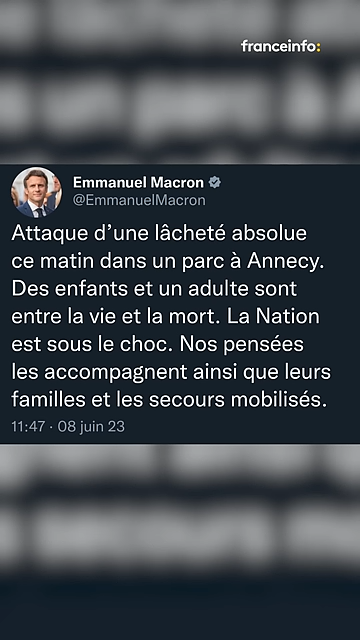 franceinfo:
Emmanuel Macron
@EmmanuelMacron
Attaque d’une lâcheté absolue
ce matin dans un parc à Annecy.
Des enfants et un adulte sont
entre la vie et la mort. La Nation
est sous le choc. Nos pensées
les accompagnent ainsi que leurs
familles et les secours mobilisés.
11:47 · 08 juin 23